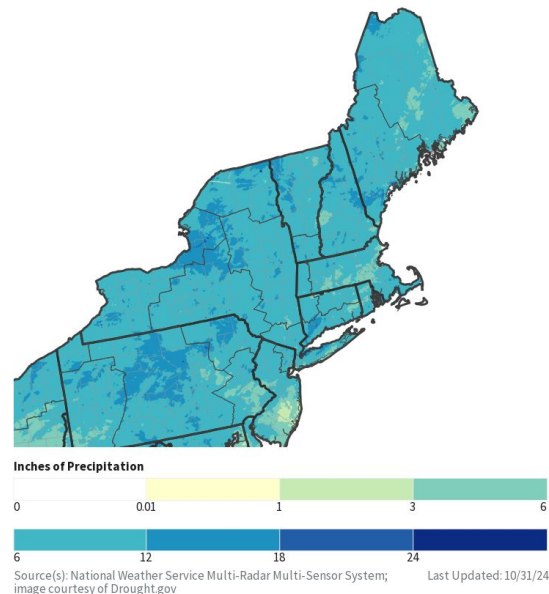 Inches of Precipitation
0 0.01 1 3 6
6 12 18 24
Source(s): National Weather Service Multi-Radar Multi-Sensor System; Last Updated: 10/31/24
image courtesy of Drought.gov